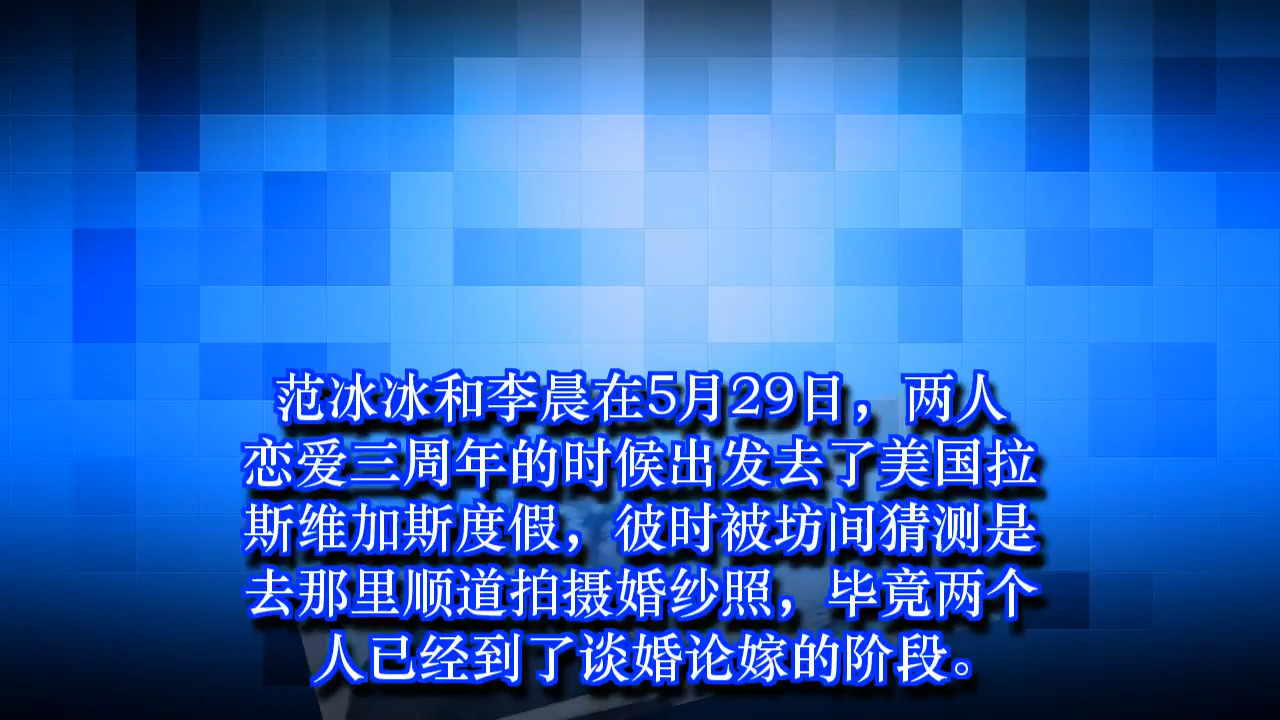 范冰冰和李晨在5月29日，两人
恋爱三周年的时候出发去了美国拉
斯维加斯度假，彼时被坊间猜测是
去那里顺道拍摄婚纱照，毕竟两个
人已经到了谈婚论嫁的阶段。